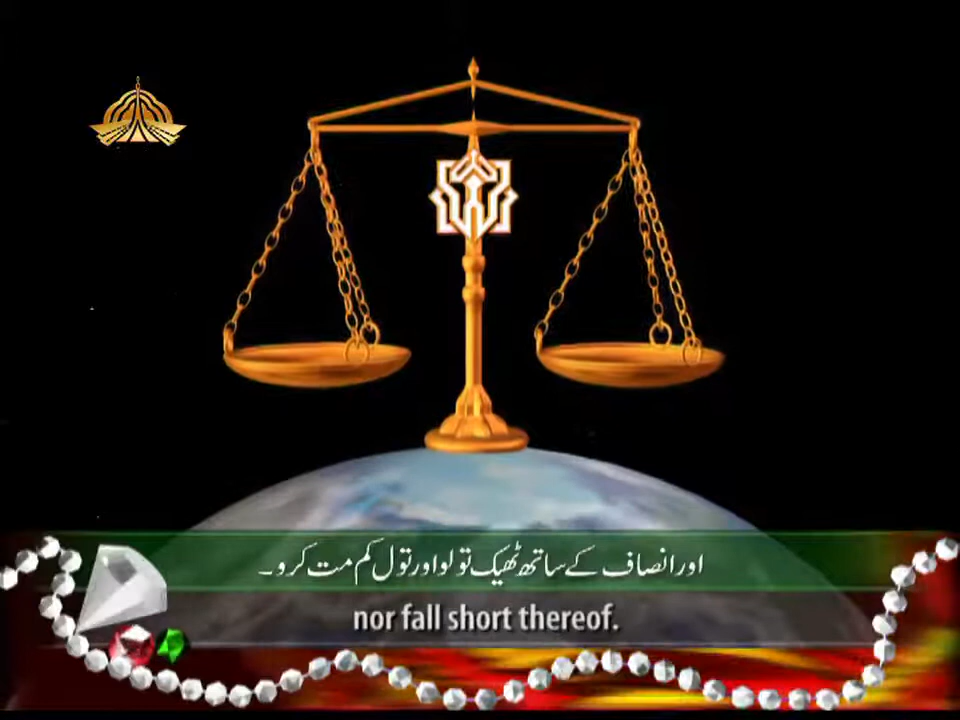 اور انصاف کے ساتھ ٹھیک تولو اور تول کم مت کرو۔
nor fall short thereof.